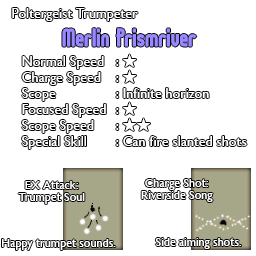 Poltergeist Trumpeter
Merlin Prismriver
Normal Speed : ☆
Charge Speed : ☆
Scope : Infinite horizon
Focused Speed : ☆
Scope Speed : ☆☆
Special Skill : Can fire slanted shots
EX Attack:
Trumpet Soul
Happy trumpet sounds.
Charge Shot:
Riverside Song
Side aiming shots.